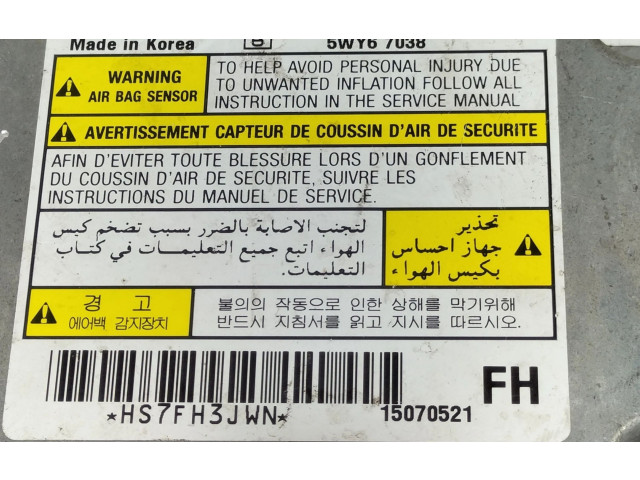 Made in Korea 5WY6 7038
WARNING
AIR BAG SENSOR
TO HELP AVOID PERSONAL INJURY DUE
TO UNWANTED INFLATION FOLLOW ALL
INSTRUCTION IN THE SERVICE MANUAL
AVERTISSEMENT CAPTEUR DE COUSSIN D'AIR DE SECURITE
AFIN D'EVITER TOUTE BLESSURE LORS D'UN GONFLEMENT
DU COUSSIN D'AIR DE SECURITE, SUIVRE LES
INSTRUCTIONS DU MANUEL DE SERVICE.
تحذير
جهاز احساس
بكيس الهواء
لتجنب الاصابة بالضرر بسبب تضخم كيس
الهواء اتبع جميع التعليمات في كتاب
التعليمات.
경 고
에어백 감지장치
불의의 작동으로 인한 상해를 막기위해
반드시 지침서를 읽고 지시를 따르시오.
*HS7FH3JWN*
15070521
FH